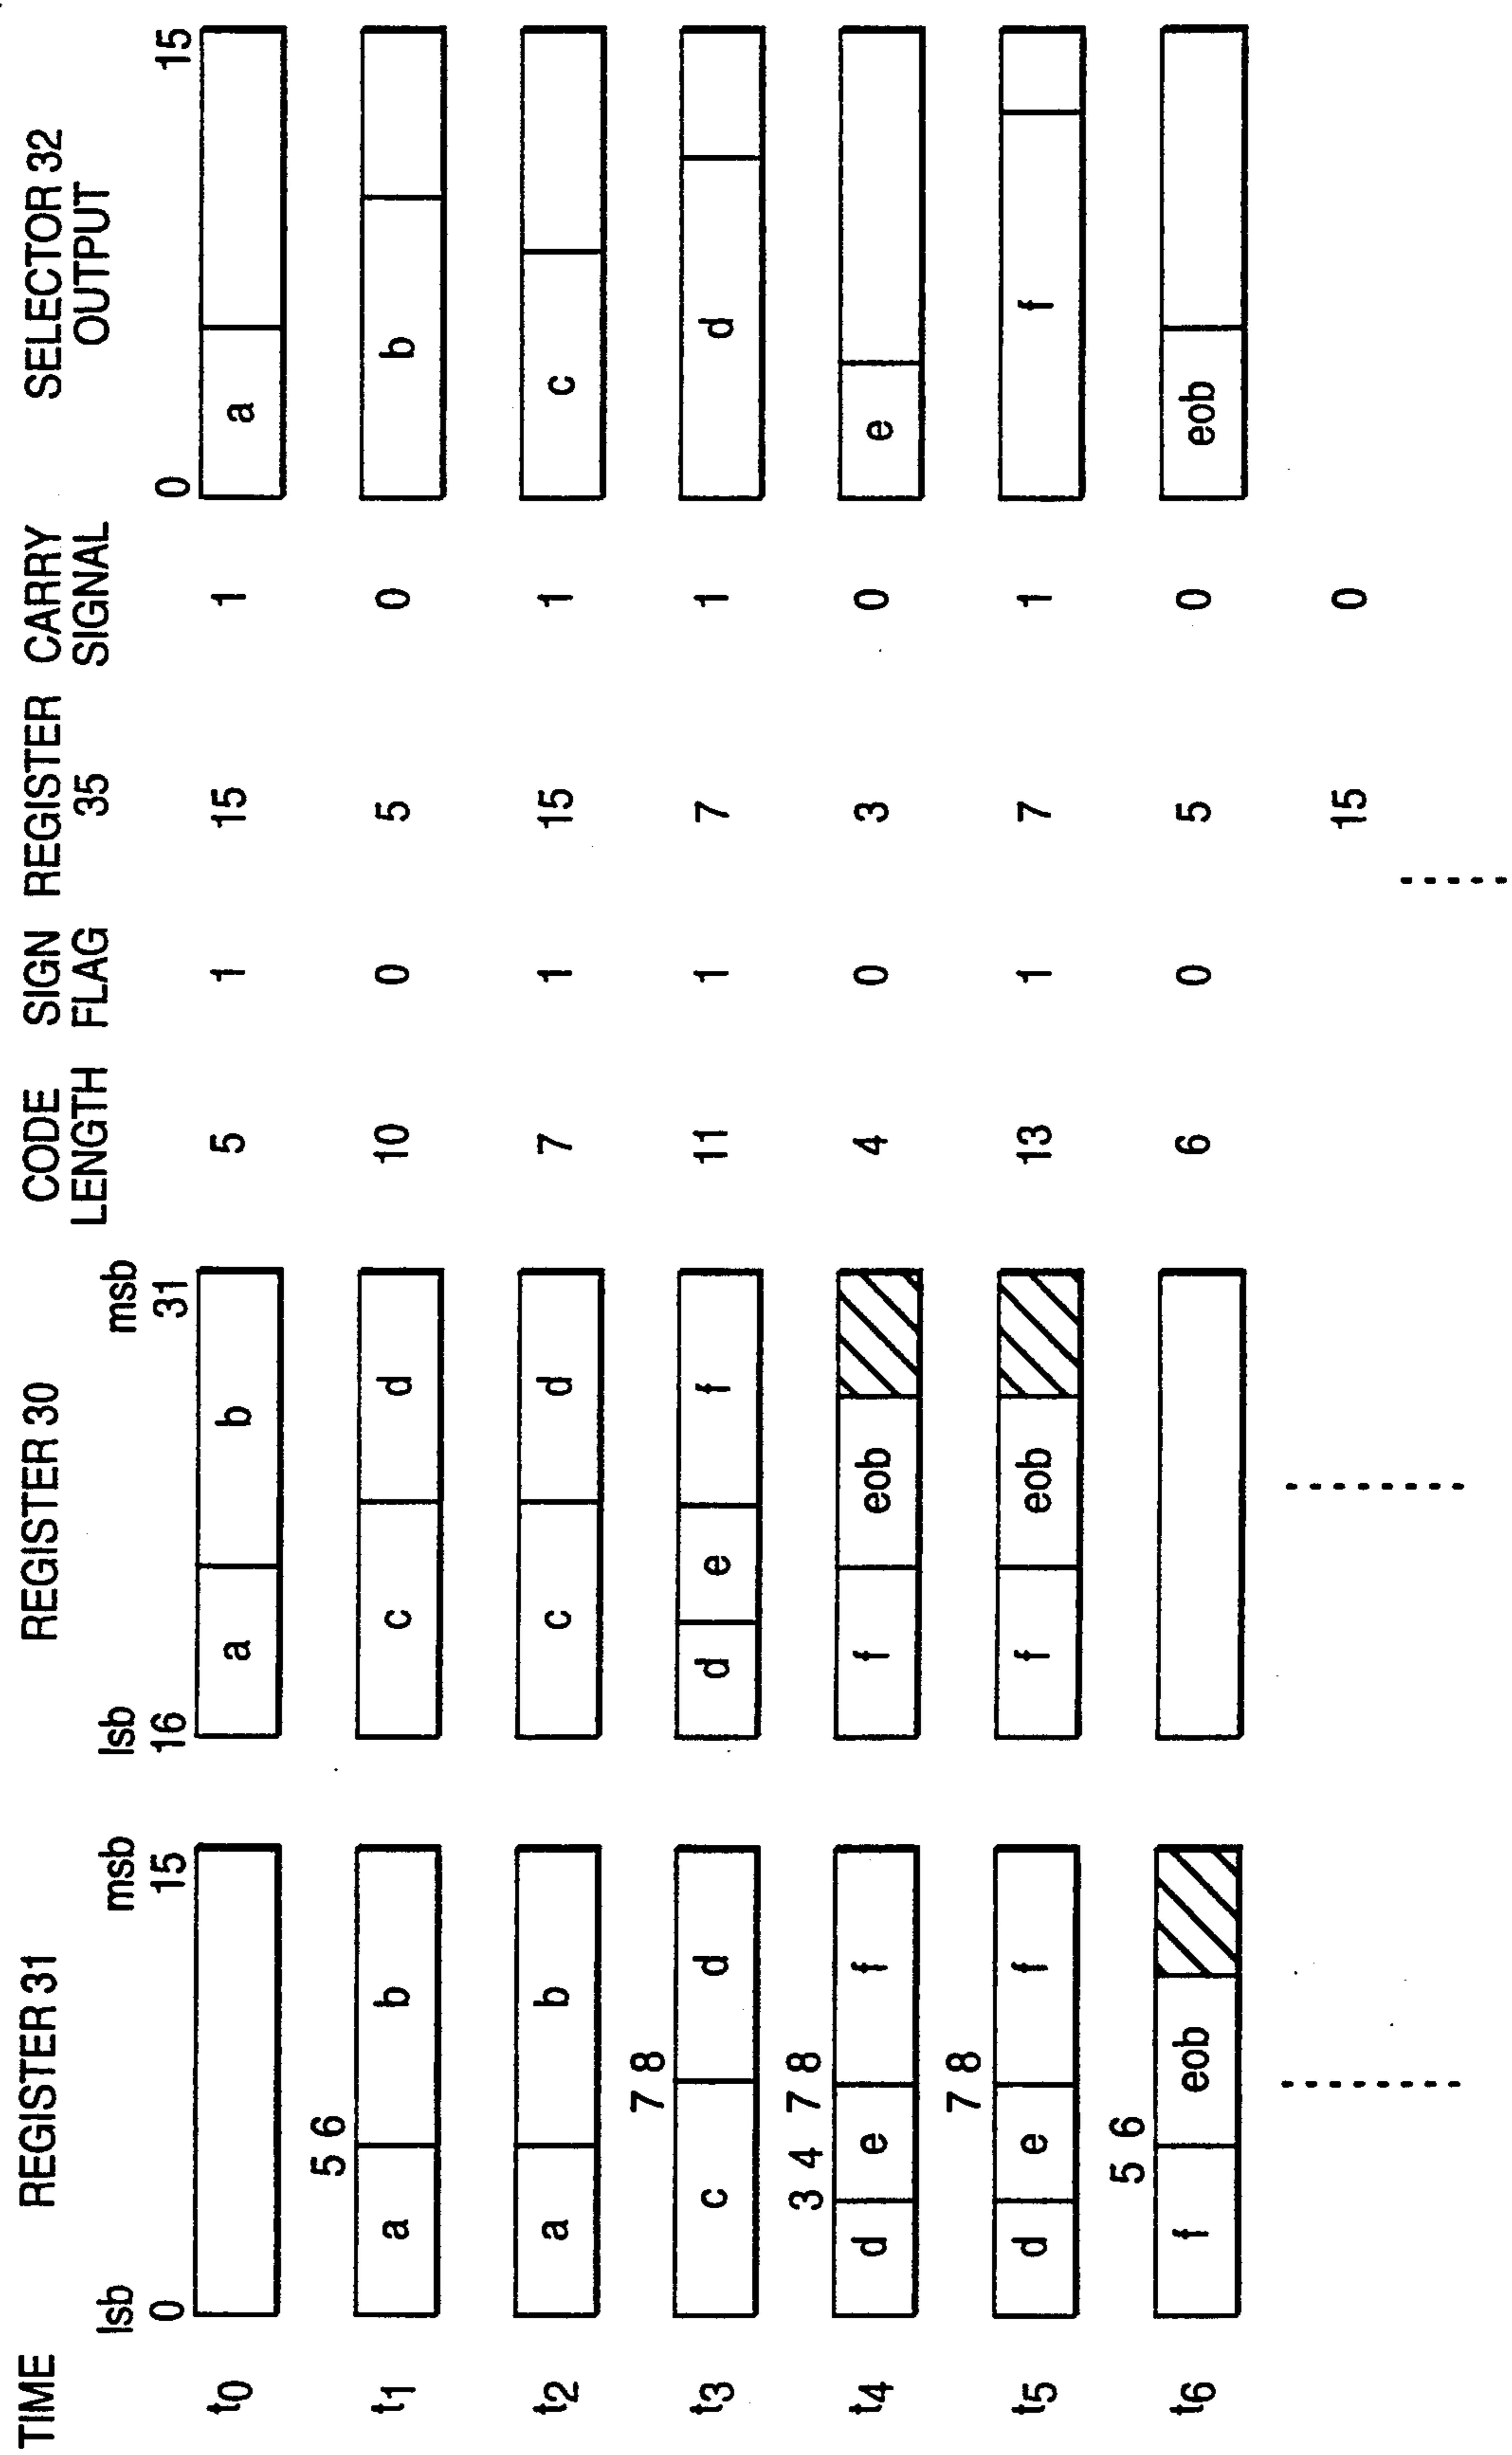 TIME REGISTER 31 REGISTER 30 CODE LENGTH SIGN FLAG REGISTER 35 CARRY SIGNAL SELECTOR 32 OUTPUT
lsb msb lsb msb
0 15 16 31 0 15
t0 a b 5 1 15 1 a
5 6
t1 a b c d 10 0 5 0 b
t2 a b c d 7 1 15 1 c
7 8
t3 c d d e f 11 1 7 1 d
3 4 7 8
t4 d e f f eob 4 0 3 0 e
7 8
t5 d e f f eob 13 1 7 1 f
5 6
t6 f eob 6 0 5 0 eob
15 0